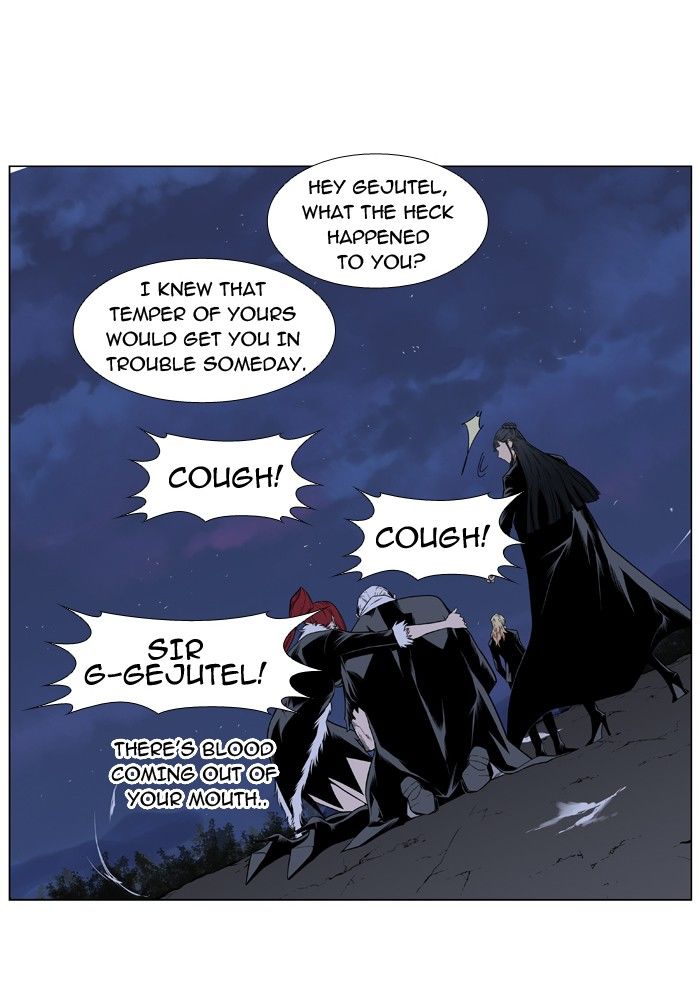 HEY GEJUTEL,
WHAT THE HECK
HAPPENED
TO YOU?
I KNEW THAT
TEMPER OF YOURS
WOULD GET YOU IN
TROUBLE SOMEDAY.
COUGH!
COUGH!
SIR
G-GEJUTEL!
THERE'S BLOOD
COMING OUT OF
YOUR MOUTH..